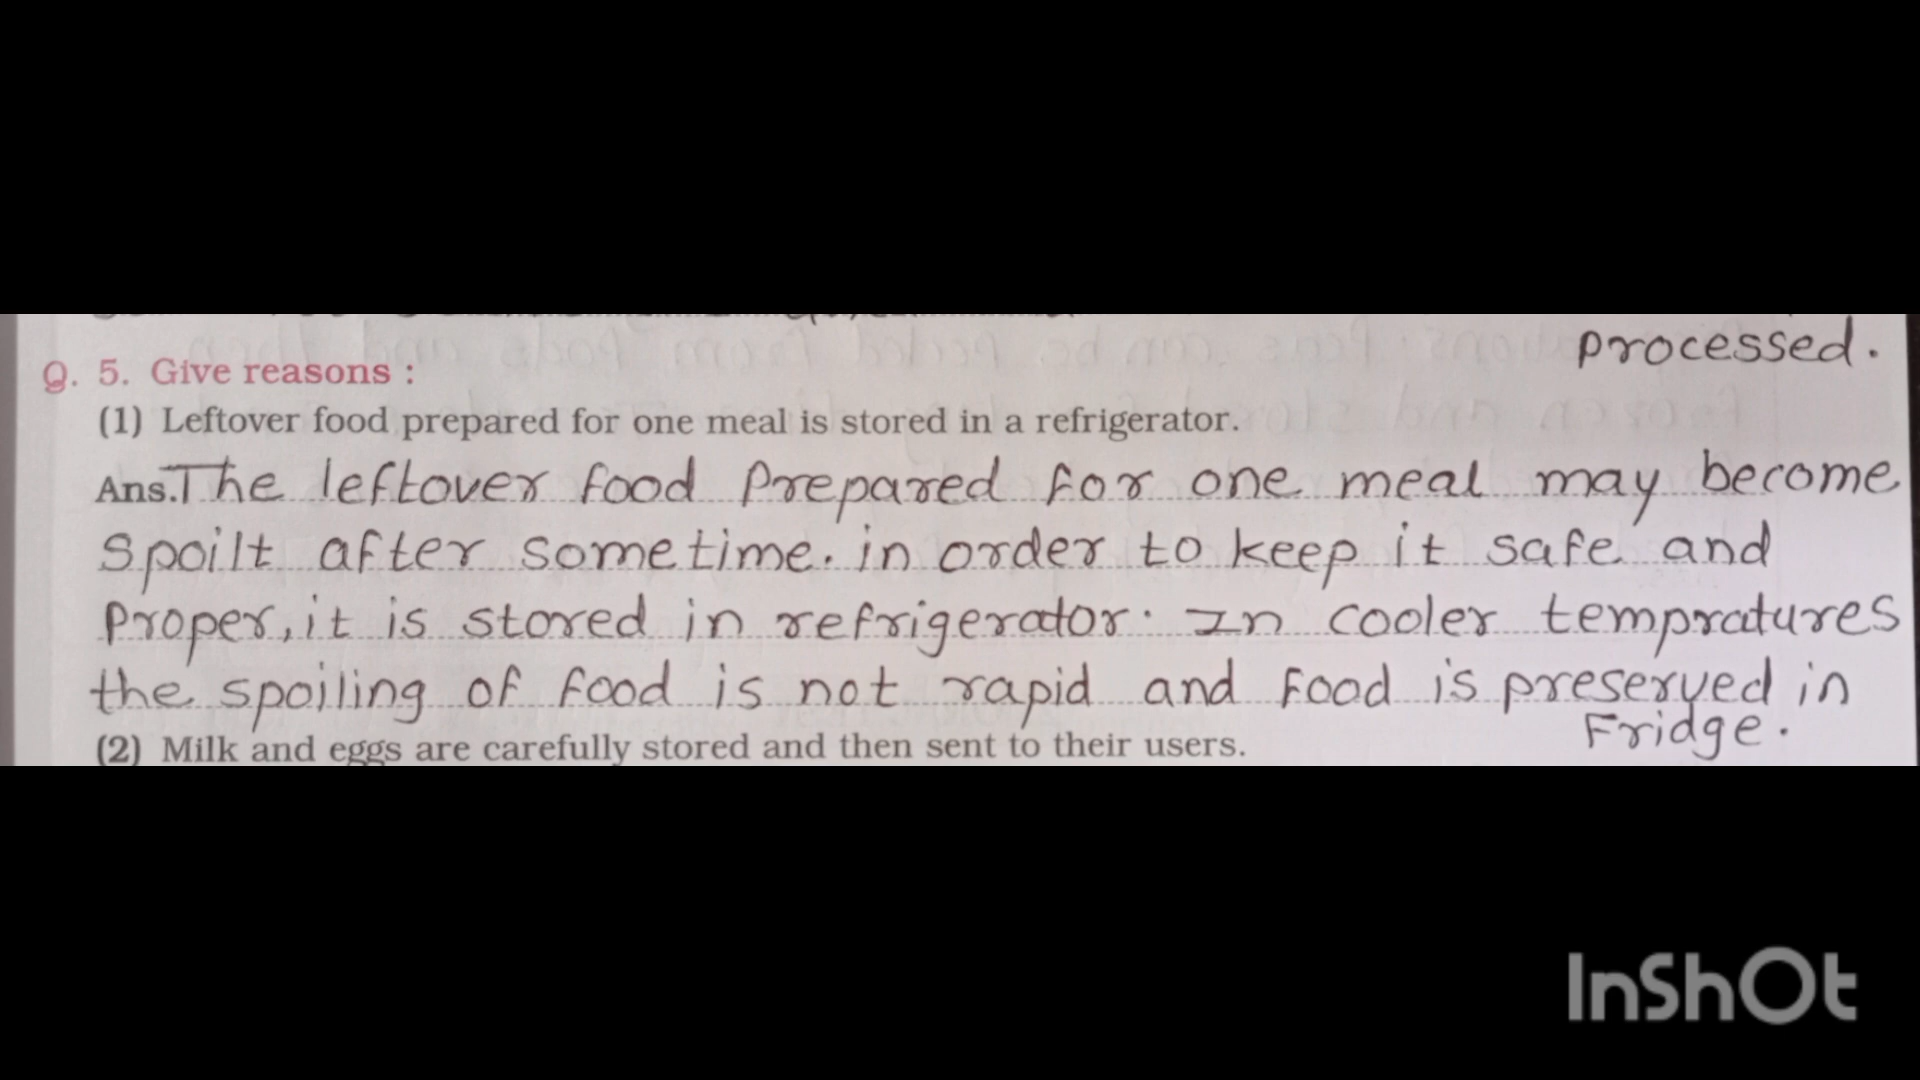 processed.
Q. 5. Give reasons :
(1) Leftover food prepared for one meal is stored in a refrigerator.
Ans. The leftover food Prepared for one meal may become
Spoilt after sometime. in order to keep it safe and
Proper, it is stored in refrigerator. In cooler tempratures
the spoiling of food is not rapid and Food is preserved in
Fridge.
(2) Milk and eggs are carefully stored and then sent to their users.
InShOt